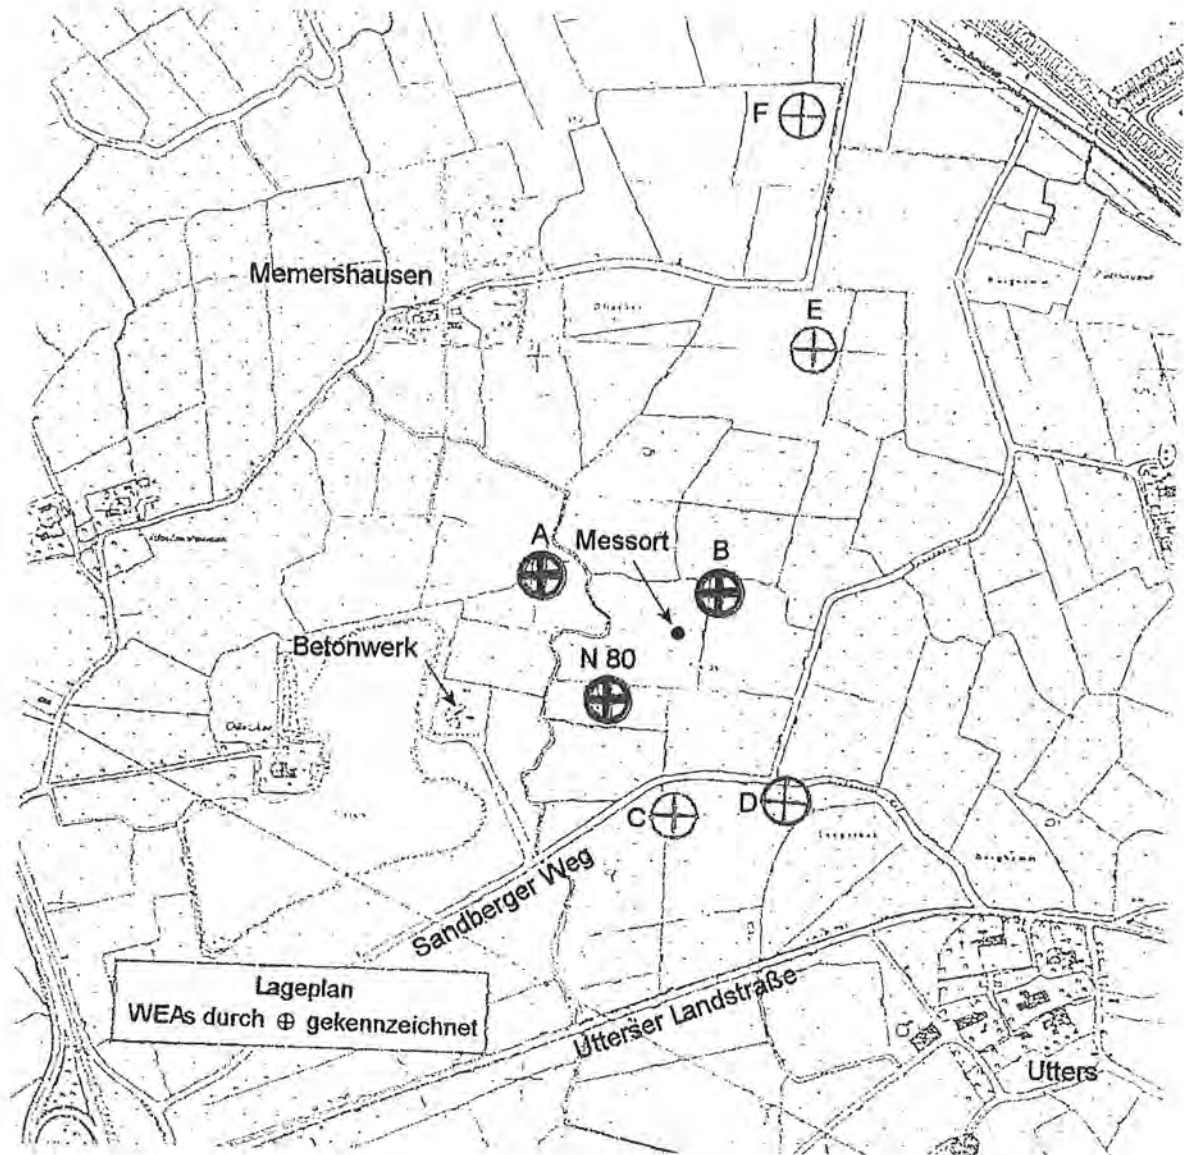 F
Memershausen
E
A
Messort
B
Betonwerk
N 80
C
D
Sandberger Weg
Lageplan
WEAs durch ⊕ gekennzeichnet
Utterser Landstraße
Utters